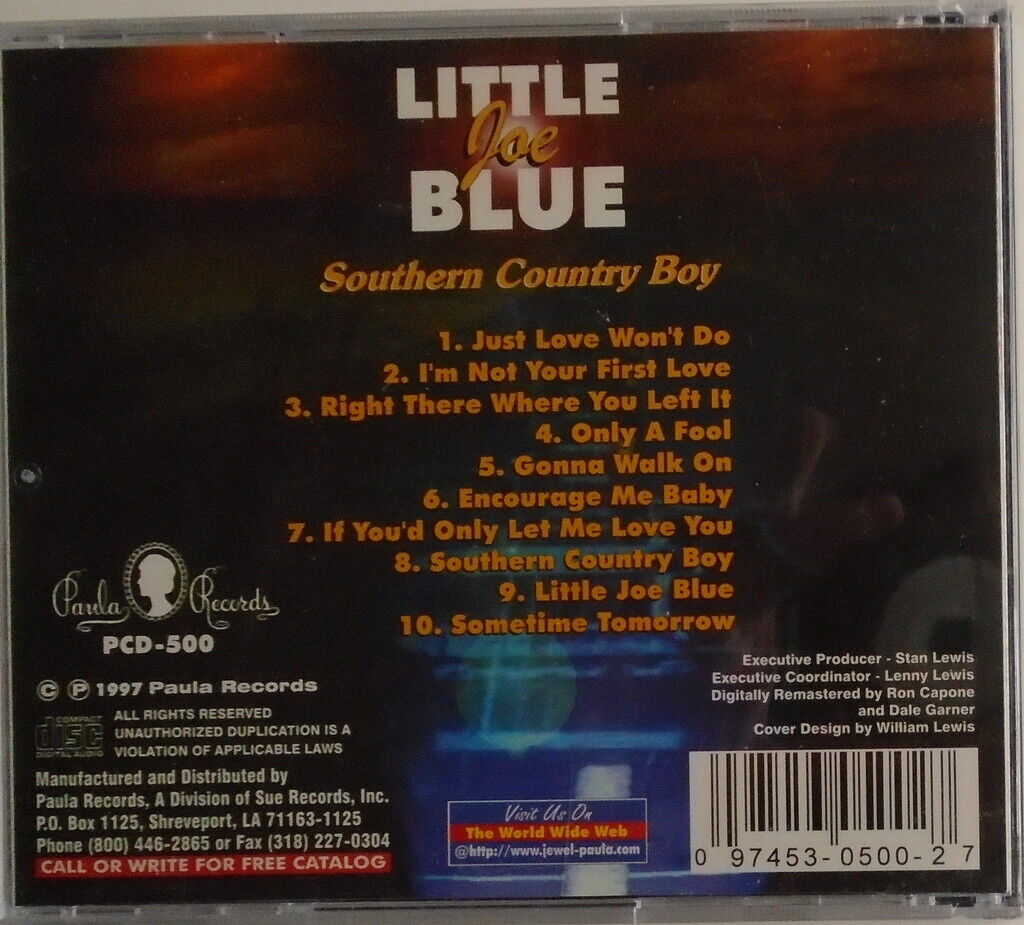 LITTLE
Joe
BLUE
Southern Country Boy
1. Just Love Won't Do
2. I'm Not Your First Love
3. Right There Where You Left It
4. Only A Fool
5. Gonna Walk On
6. Encourage Me Baby
7. If You'd Only Let Me Love You
8. Southern Country Boy
9. Little Joe Blue
10. Sometime Tomorrow
Paula Records
PCD-500
© ℗ 1997 Paula Records
COMPACT
disc
DIGITAL AUDIO
ALL RIGHTS RESERVED
UNAUTHORIZED DUPLICATION IS A
VIOLATION OF APPLICABLE LAWS
Manufactured and Distributed by
Paula Records, A Division of Sue Records, Inc.
P.O. Box 1125, Shreveport, LA 71163-1125
Phone (800) 446-2865 or Fax (318) 227-0304
CALL OR WRITE FOR FREE CATALOG
Visit Us On
The World Wide Web
@http://www.jewel-paula.com
Executive Producer - Stan Lewis
Executive Coordinator - Lenny Lewis
Digitally Remastered by Ron Capone
and Dale Garner
Cover Design by William Lewis
0 97453-0500-2 7